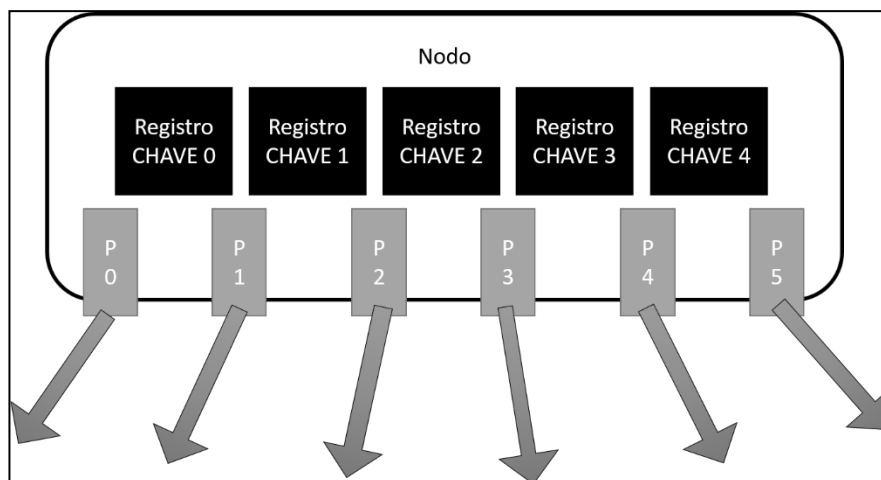 Nodo
Registro
CHAVE 0
Registro
CHAVE 1
Registro
CHAVE 2
Registro
CHAVE 3
Registro
CHAVE 4
P
0
P
1
P
2
P
3
P
4
P
5